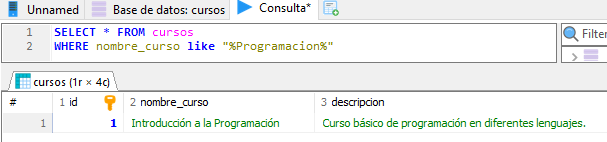 Unnamed Base de datos: cursos Consulta*
1 SELECT * FROM cursos
2 WHERE nombre_curso like "%Programacion%"
Filter
cursos (1r × 4c)
# 1 id 2 nombre_curso 3 descripcion
1 1 Introducción a la Programación Curso básico de programación en diferentes lenguajes.